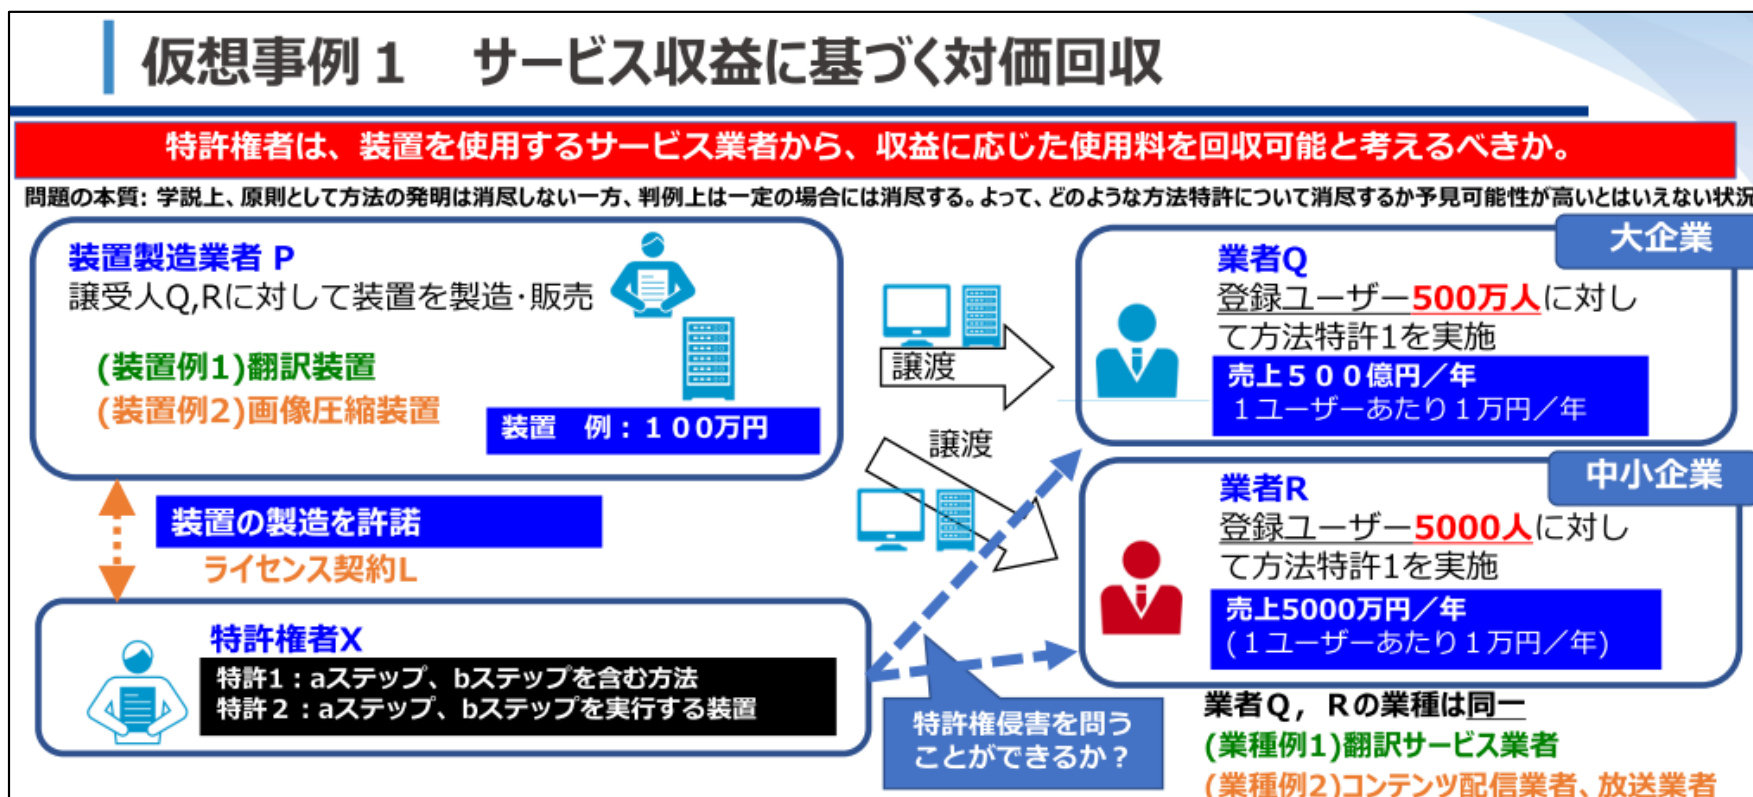 仮想事例１　サービス収益に基づく対価回収
特許権者は、装置を使用するサービス業者から、収益に応じた使用料を回収可能と考えるべきか。
問題の本質: 学説上、原則として方法の発明は消尽しない一方、判例上は一定の場合には消尽する。よって、どのような方法特許について消尽するか予見可能性が高いとはいえない状況
装置製造業者 P
譲受人Q,Rに対して装置を製造・販売
(装置例1)翻訳装置
(装置例2)画像圧縮装置
装置　例：１００万円
装置の製造を許諾
ライセンス契約L
特許権者X
特許1：aステップ、bステップを含む方法
特許２：aステップ、bステップを実行する装置
譲渡
譲渡
特許権侵害を問う
ことができるか？
大企業
業者Q
登録ユーザー500万人に対し
て方法特許1を実施
売上５００億円／年
１ユーザーあたり１万円／年
中小企業
業者R
登録ユーザー5000人に対し
て方法特許1を実施
売上5000万円／年
(１ユーザーあたり１万円／年)
業者Ｑ，Ｒの業種は同一
(業種例1)翻訳サービス業者
(業種例2)コンテンツ配信業者、放送業者